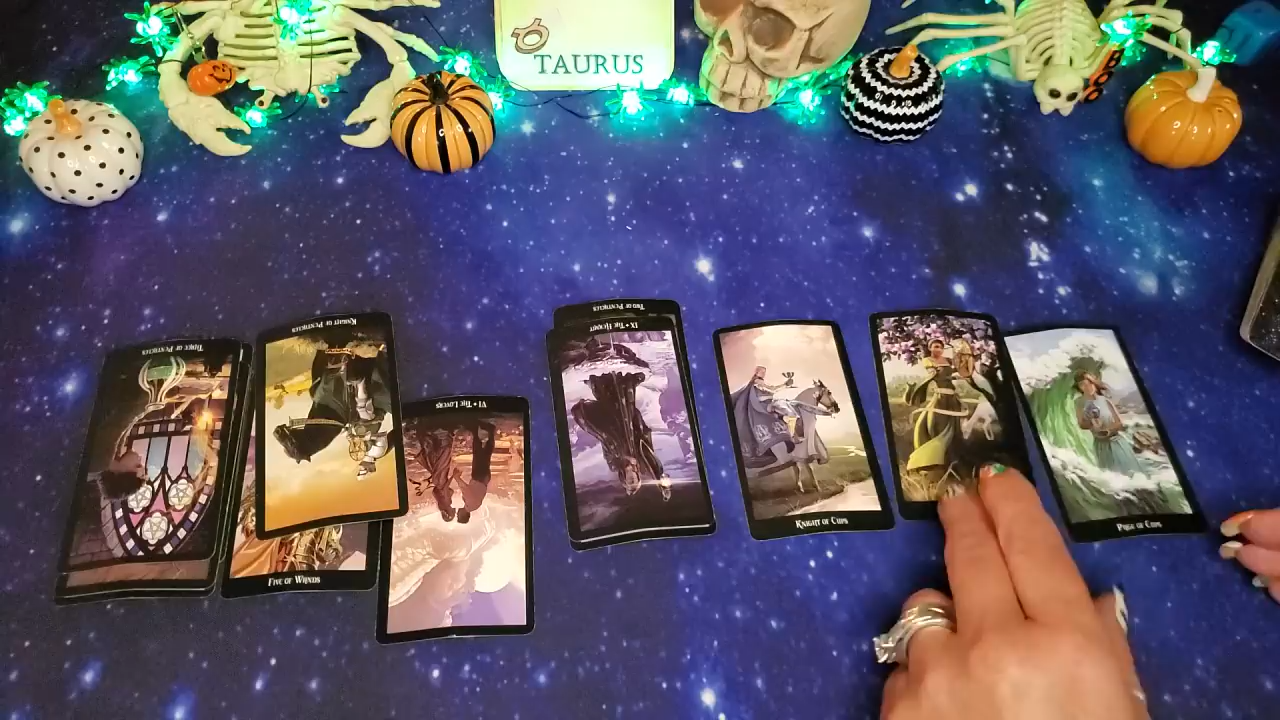 TAURUS
BOO
Two of Pentacles
IX • The Hermit
Knight of Pentacles
Three of Pentacles
VI • The Lovers
Knight of Cups
Page of Cups
Five of Wands